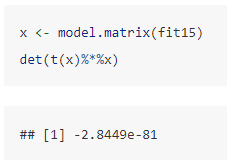 x <- model.matrix(fit15)
det(t(x)%*%x)
## [1] -2.8449e-81